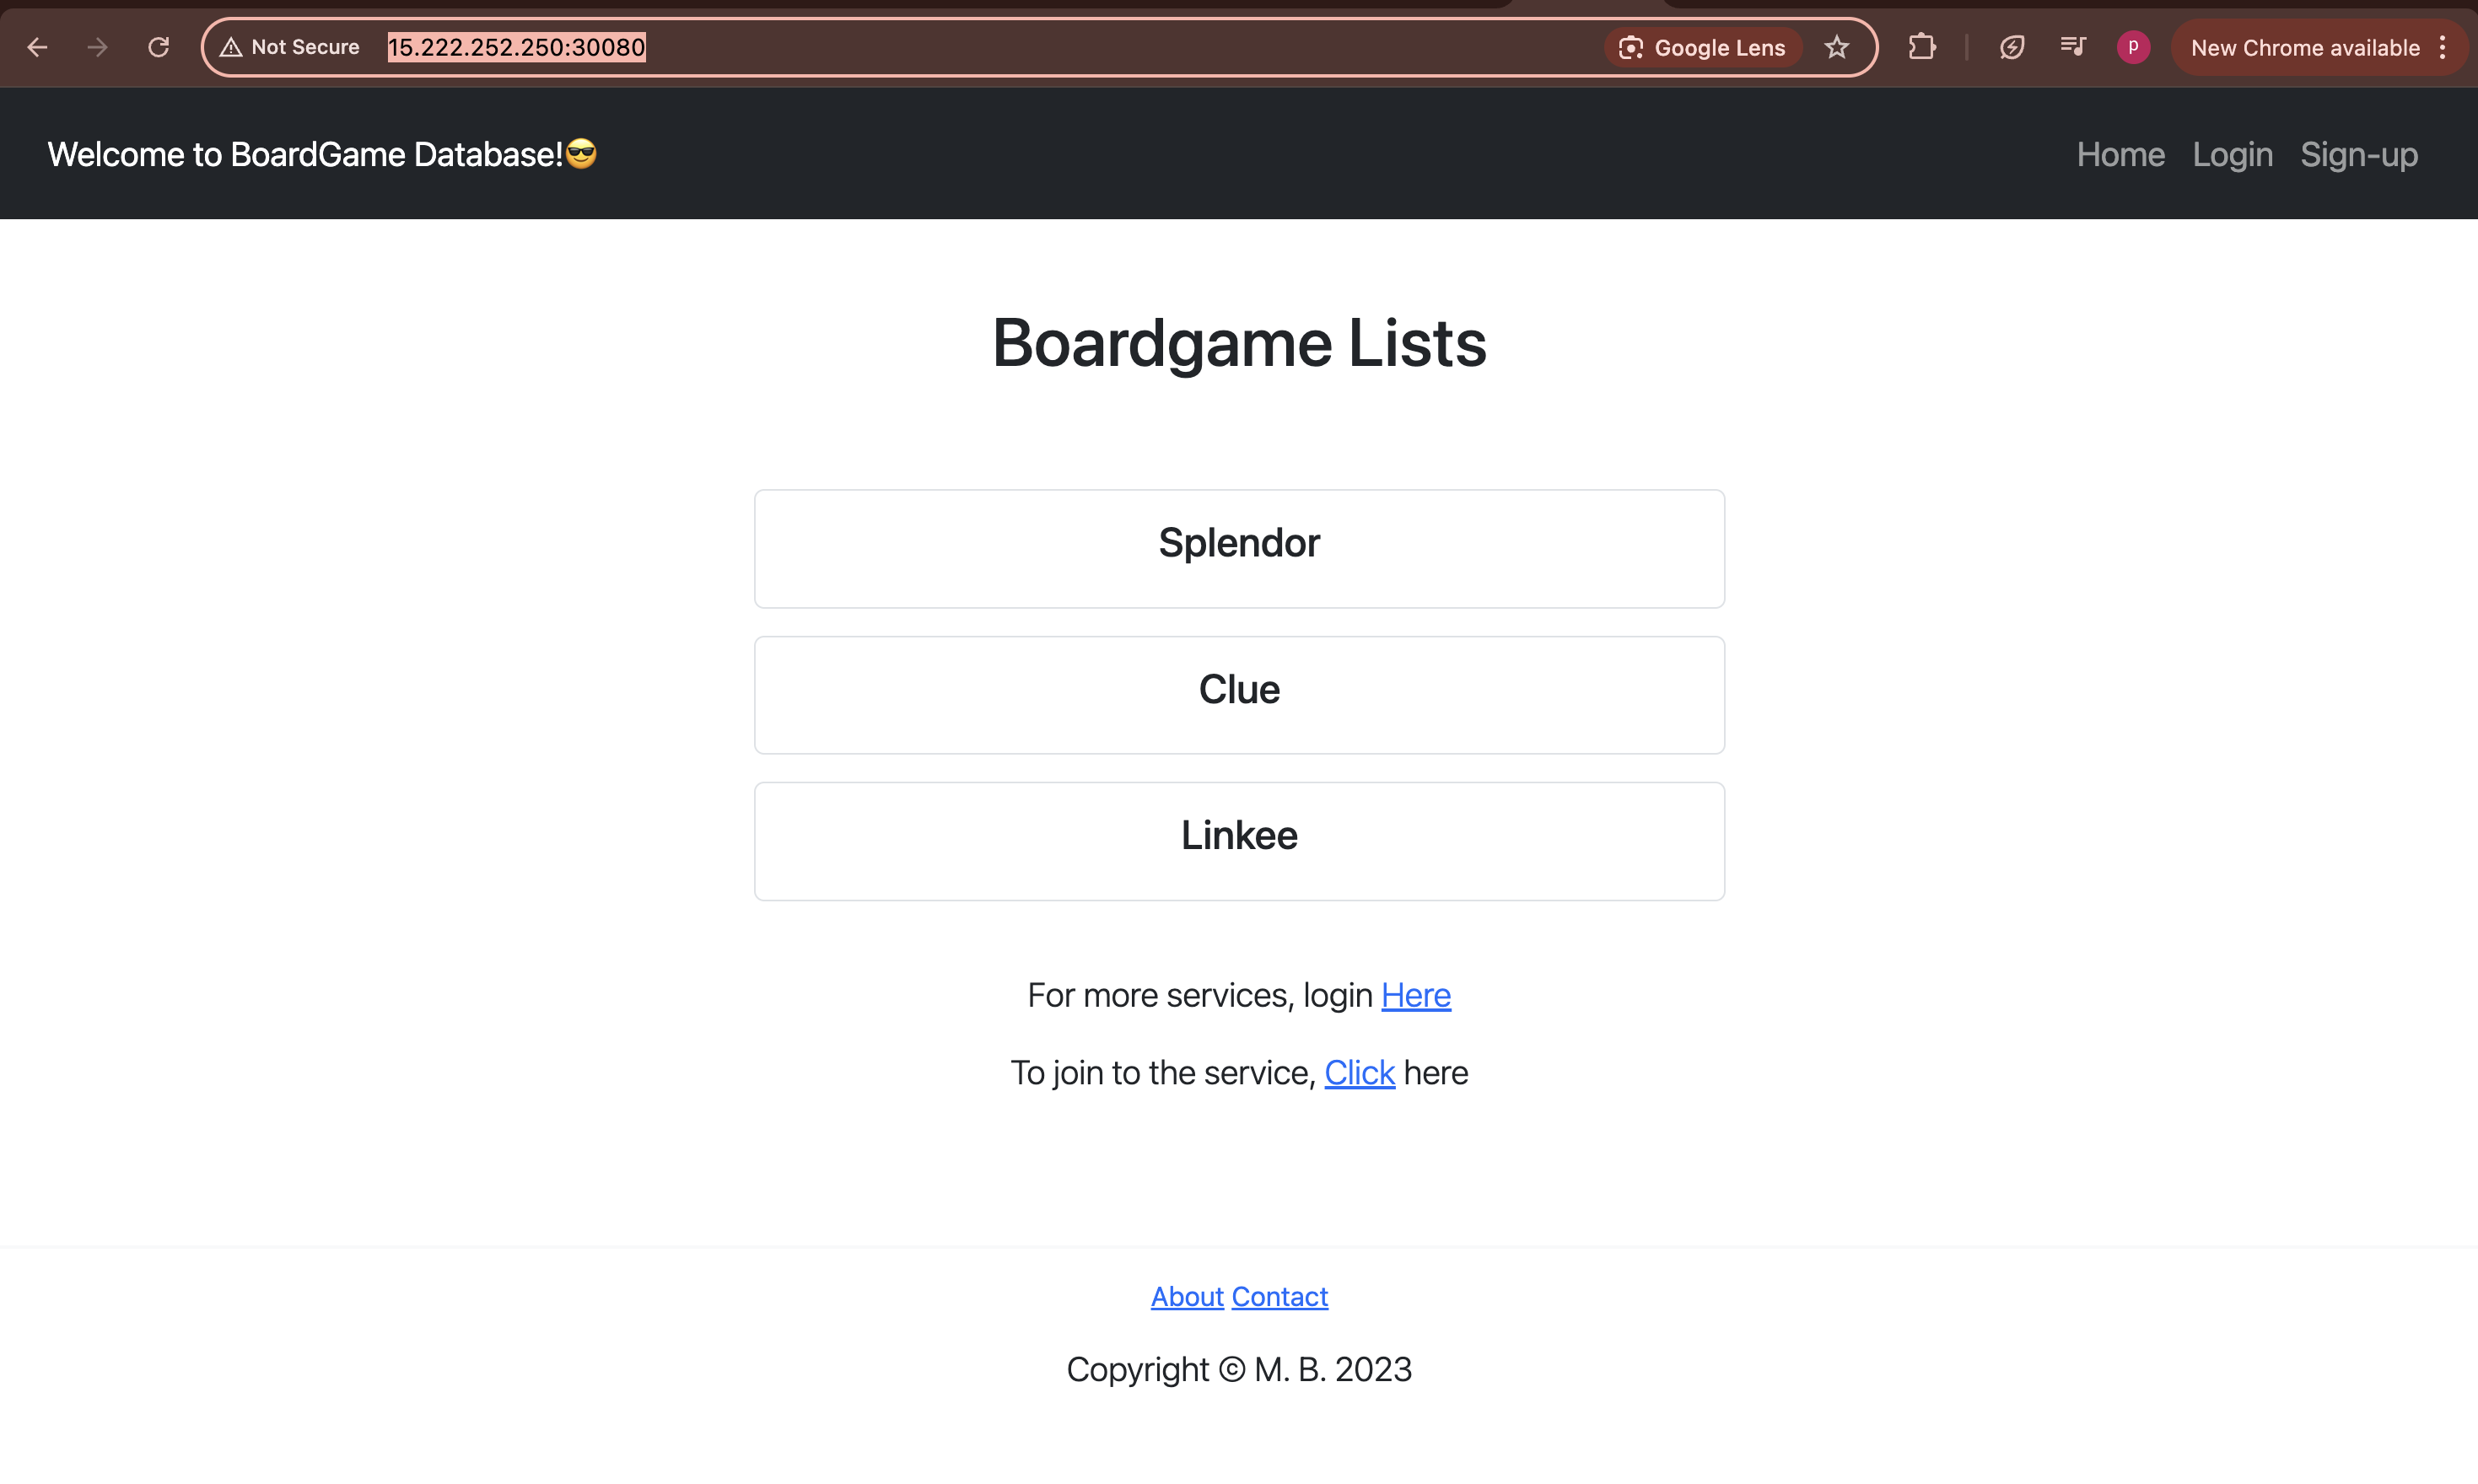 Not Secure 15.222.252.250:30080 Google Lens p New Chrome available
Welcome to BoardGame Database!😎 Home Login Sign-up
Boardgame Lists
Splendor
Clue
Linkee
For more services, login Here
To join to the service, Click here
About Contact
Copyright © M. B. 2023